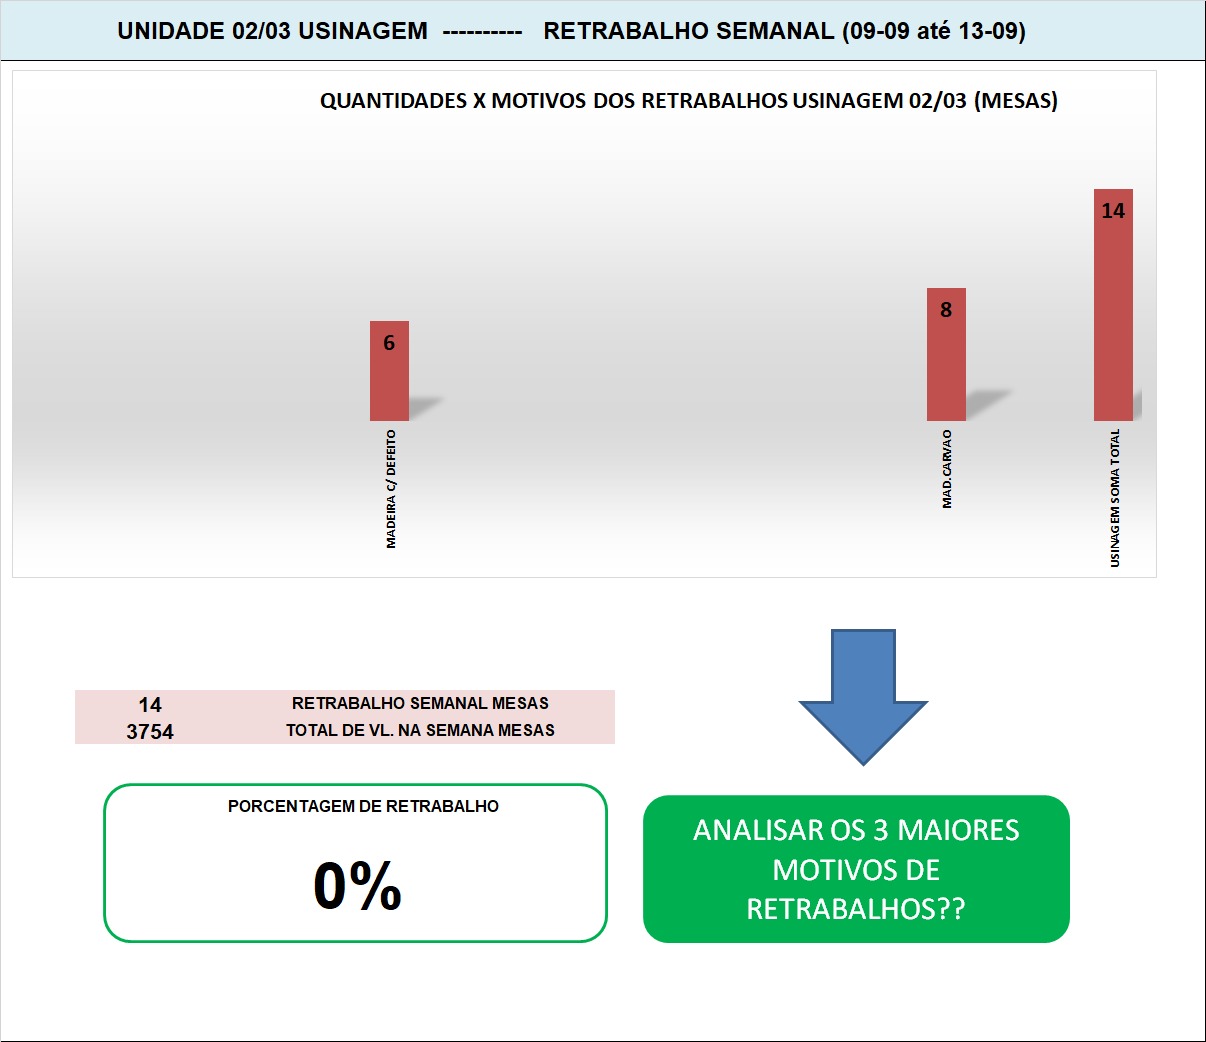 UNIDADE 02/03 USINAGEM ---------- RETRABALHO SEMANAL (09-09 até 13-09)
QUANTIDADES X MOTIVOS DOS RETRABALHOS USINAGEM 02/03 (MESAS)
6
8
14
MADEIRA C/ DEFEITO
MAD.CARVAO
USINAGEM SOMA TOTAL
14 RETRABALHO SEMANAL MESAS
3754 TOTAL DE VL. NA SEMANA MESAS
PORCENTAGEM DE RETRABALHO
0%
ANALISAR OS 3 MAIORES
MOTIVOS DE
RETRABALHOS??